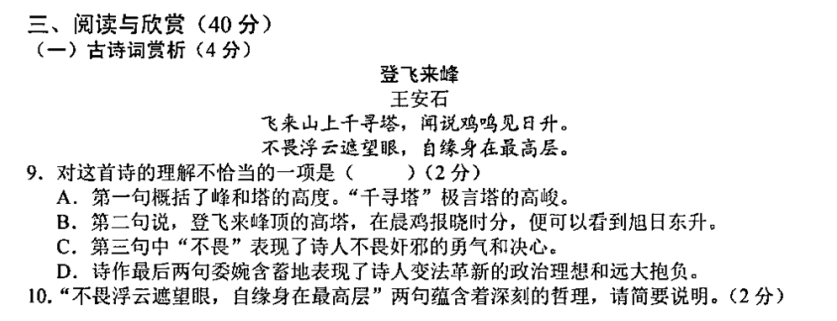 三、阅读与欣赏（40 分）
（一）古诗词赏析（4 分）
登飞来峰
王安石
飞来山上千寻塔，闻说鸡鸣见日升。
不畏浮云遮望眼，自缘身在最高层。
9．对这首诗的理解不恰当的一项是（　　）（2 分）
A．第一句概括了峰和塔的高度。“千寻塔”极言塔的高峻。
B．第二句说，登飞来峰顶的高塔，在晨鸡报晓时分，便可以看到旭日东升。
C．第三句中“不畏”表现了诗人不畏奸邪的勇气和决心。
D．诗作最后两句委婉含蓄地表现了诗人变法革新的政治理想和远大抱负。
10．“不畏浮云遮望眼，自缘身在最高层”两句蕴含着深刻的哲理，请简要说明。（2 分）